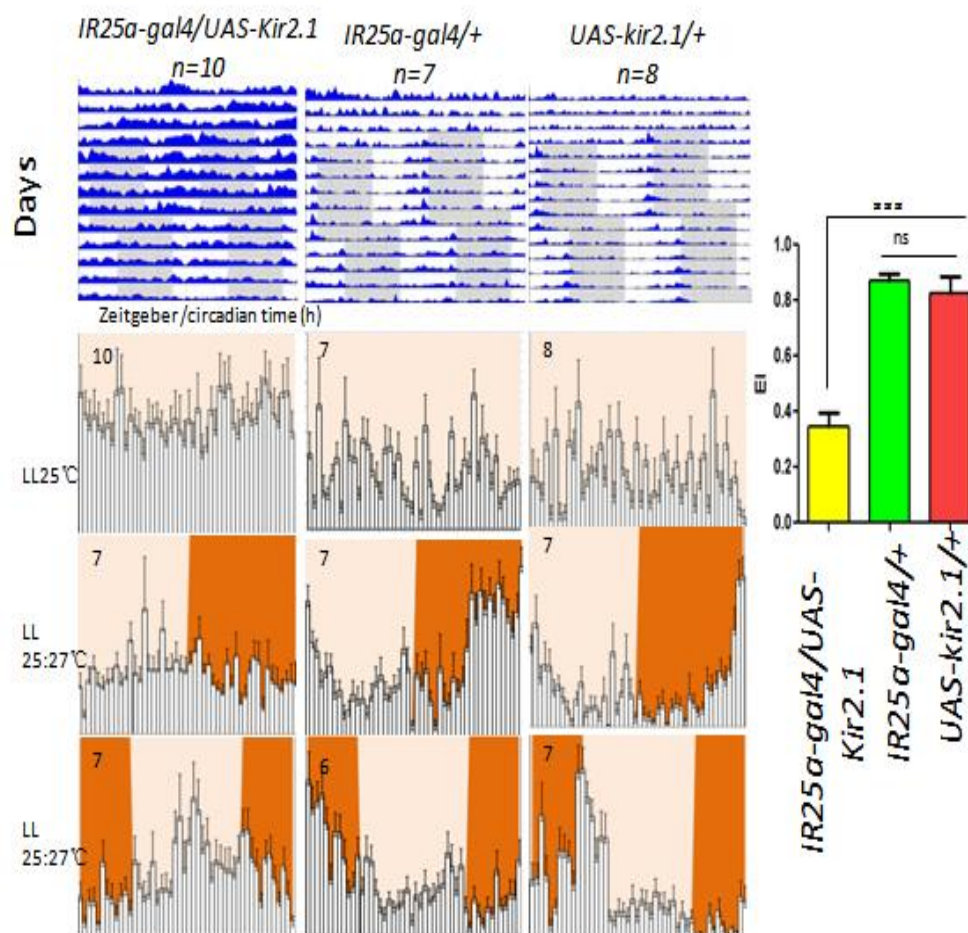 IR25a-gal4/UAS-Kir2.1
n=10
IR25a-gal4/+
n=7
UAS-kir2.1/+
n=8
Days
Zeitgeber/circadian time (h)
LL25℃
10
7
8
LL
25:27℃
7
7
7
LL
25:27℃
7
6
7
***
ns
EI
1.0
0.8
0.6
0.4
0.2
0.0
IR25a-gal4/UAS-
Kir2.1
IR25a-gal4/+
UAS-kir2.1/+